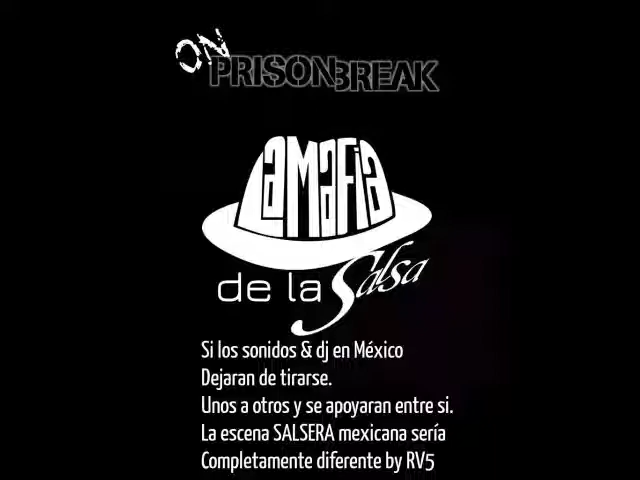 ON
PRISONBREAK
LaMaFia
de la Salsa
Si los sonidos & dj en México
Dejaran de tirarse.
Unos a otros y se apoyaran entre si.
La escena SALSERA mexicana sería
Completamente diferente by RV5